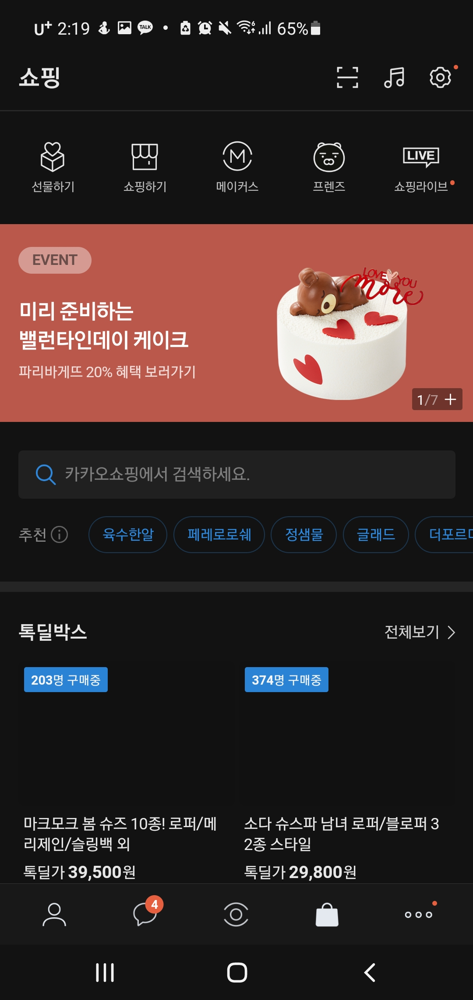 U+ 2:19 TALK 6 65%
쇼핑
M LIVE
선물하기 쇼핑하기 메이커스 프렌즈 쇼핑라이브
EVENT
미리 준비하는
밸런타인데이 케이크
파리바게뜨 20% 혜택 보러가기
LOVE YOU
more
1/7 +
카카오쇼핑에서 검색하세요.
추천 육수한알 페레로로쉐 정샘물 글래드 더포르
톡딜박스 전체보기
203명 구매중 374명 구매중
마크모크 봄 슈즈 10종! 로퍼/메 소다 슈스파 남녀 로퍼/블로퍼 3
리제인/슬링백 외 2종 스타일
톡딜가 39,500원 톡딜가 29,800원
4